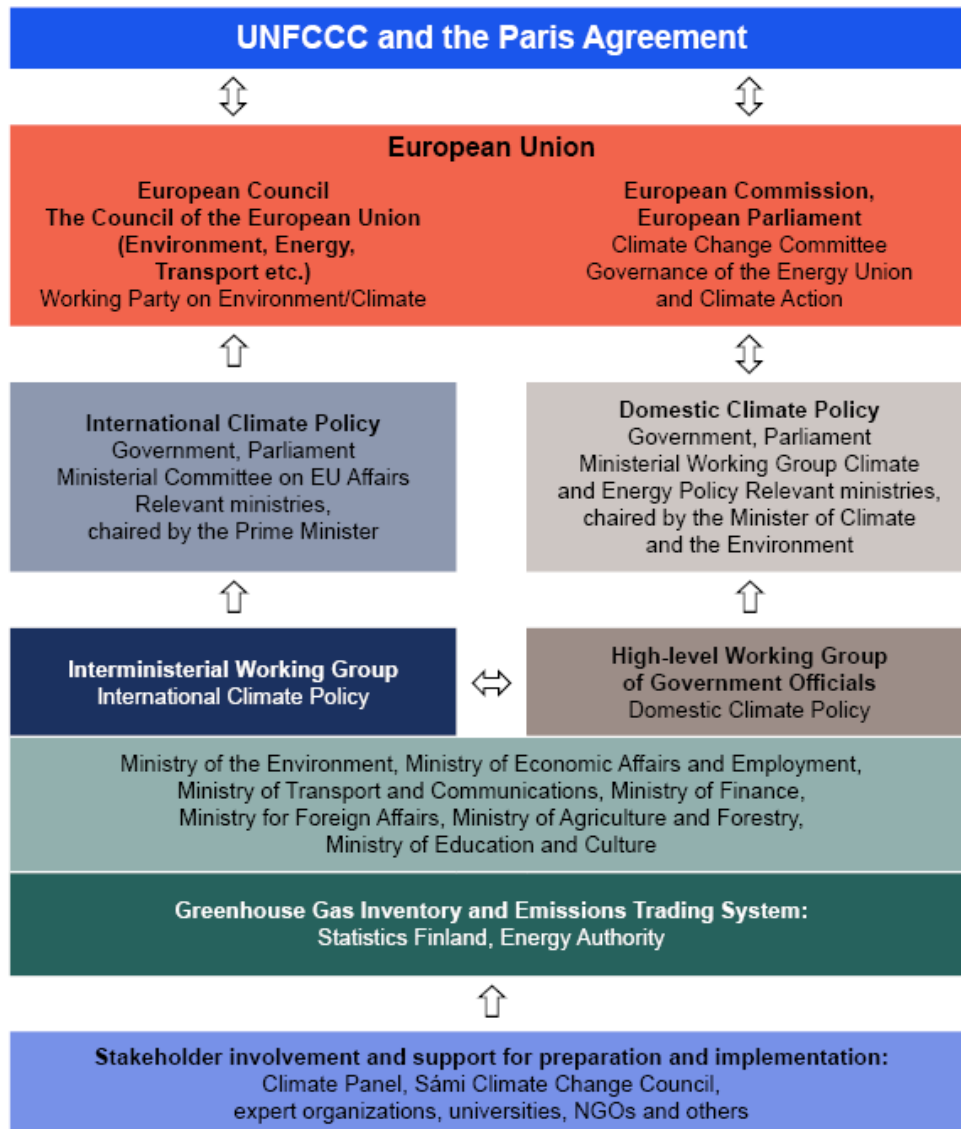 UNFCCC and the Paris Agreement
European Union
European Council
The Council of the European Union
(Environment, Energy,
Transport etc.)
Working Party on Environment/Climate
European Commission,
European Parliament
Climate Change Committee
Governance of the Energy Union
and Climate Action
International Climate Policy
Government, Parliament
Ministerial Committee on EU Affairs
Relevant ministries,
chaired by the Prime Minister
Domestic Climate Policy
Government, Parliament
Ministerial Working Group Climate
and Energy Policy Relevant ministries,
chaired by the Minister of Climate
and the Environment
Interministerial Working Group
International Climate Policy
High-level Working Group
of Government Officials
Domestic Climate Policy
Ministry of the Environment, Ministry of Economic Affairs and Employment,
Ministry of Transport and Communications, Ministry of Finance,
Ministry for Foreign Affairs, Ministry of Agriculture and Forestry,
Ministry of Education and Culture
Greenhouse Gas Inventory and Emissions Trading System:
Statistics Finland, Energy Authority
Stakeholder involvement and support for preparation and implementation:
Climate Panel, Sámi Climate Change Council,
expert organizations, universities, NGOs and others